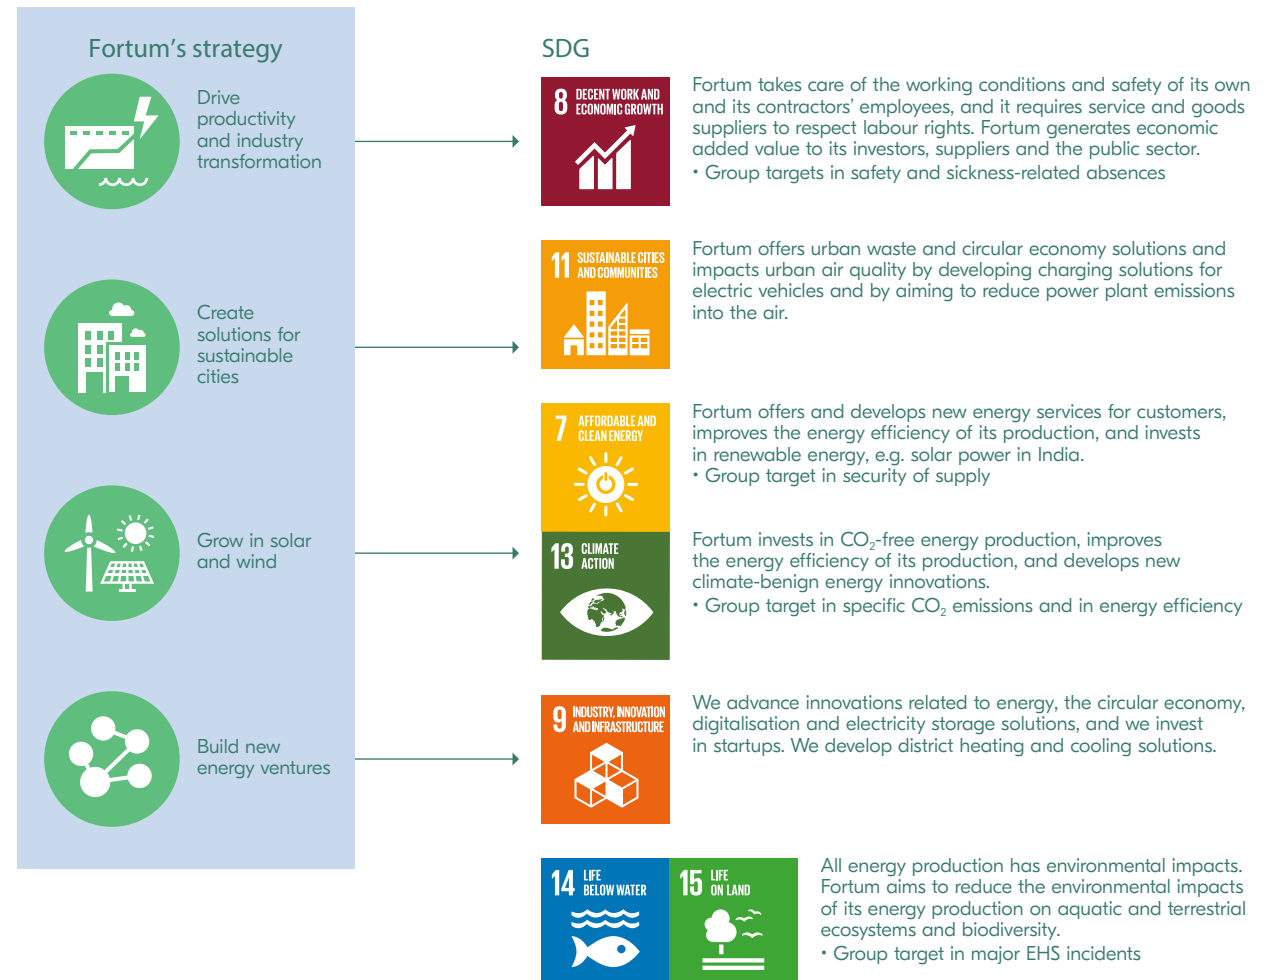 Fortum's strategy
Drive
productivity
and industry
transformation
Create
solutions for
sustainable
cities
Grow in solar
and wind
Build new
energy ventures
SDG
8 DECENT WORK AND
ECONOMIC GROWTH
Fortum takes care of the working conditions and safety of its own
and its contractors’ employees, and it requires service and goods
suppliers to respect labour rights. Fortum generates economic
added value to its investors, suppliers and the public sector.
• Group targets in safety and sickness-related absences
11 SUSTAINABLE CITIES
AND COMMUNITIES
Fortum offers urban waste and circular economy solutions and
impacts urban air quality by developing charging solutions for
electric vehicles and by aiming to reduce power plant emissions
into the air.
7 AFFORDABLE AND
CLEAN ENERGY
Fortum offers and develops new energy services for customers,
improves the energy efficiency of its production, and invests
in renewable energy, e.g. solar power in India.
• Group target in security of supply
13 CLIMATE
ACTION
Fortum invests in CO₂-free energy production, improves
the energy efficiency of its production, and develops new
climate-benign energy innovations.
• Group target in specific CO₂ emissions and in energy efficiency
9 INDUSTRY, INNOVATION
AND INFRASTRUCTURE
We advance innovations related to energy, the circular economy,
digitalisation and electricity storage solutions, and we invest
in startups. We develop district heating and cooling solutions.
14 LIFE
BELOW WATER
15 LIFE
ON LAND
All energy production has environmental impacts.
Fortum aims to reduce the environmental impacts
of its energy production on aquatic and terrestrial
ecosystems and biodiversity.
• Group target in major EHS incidents